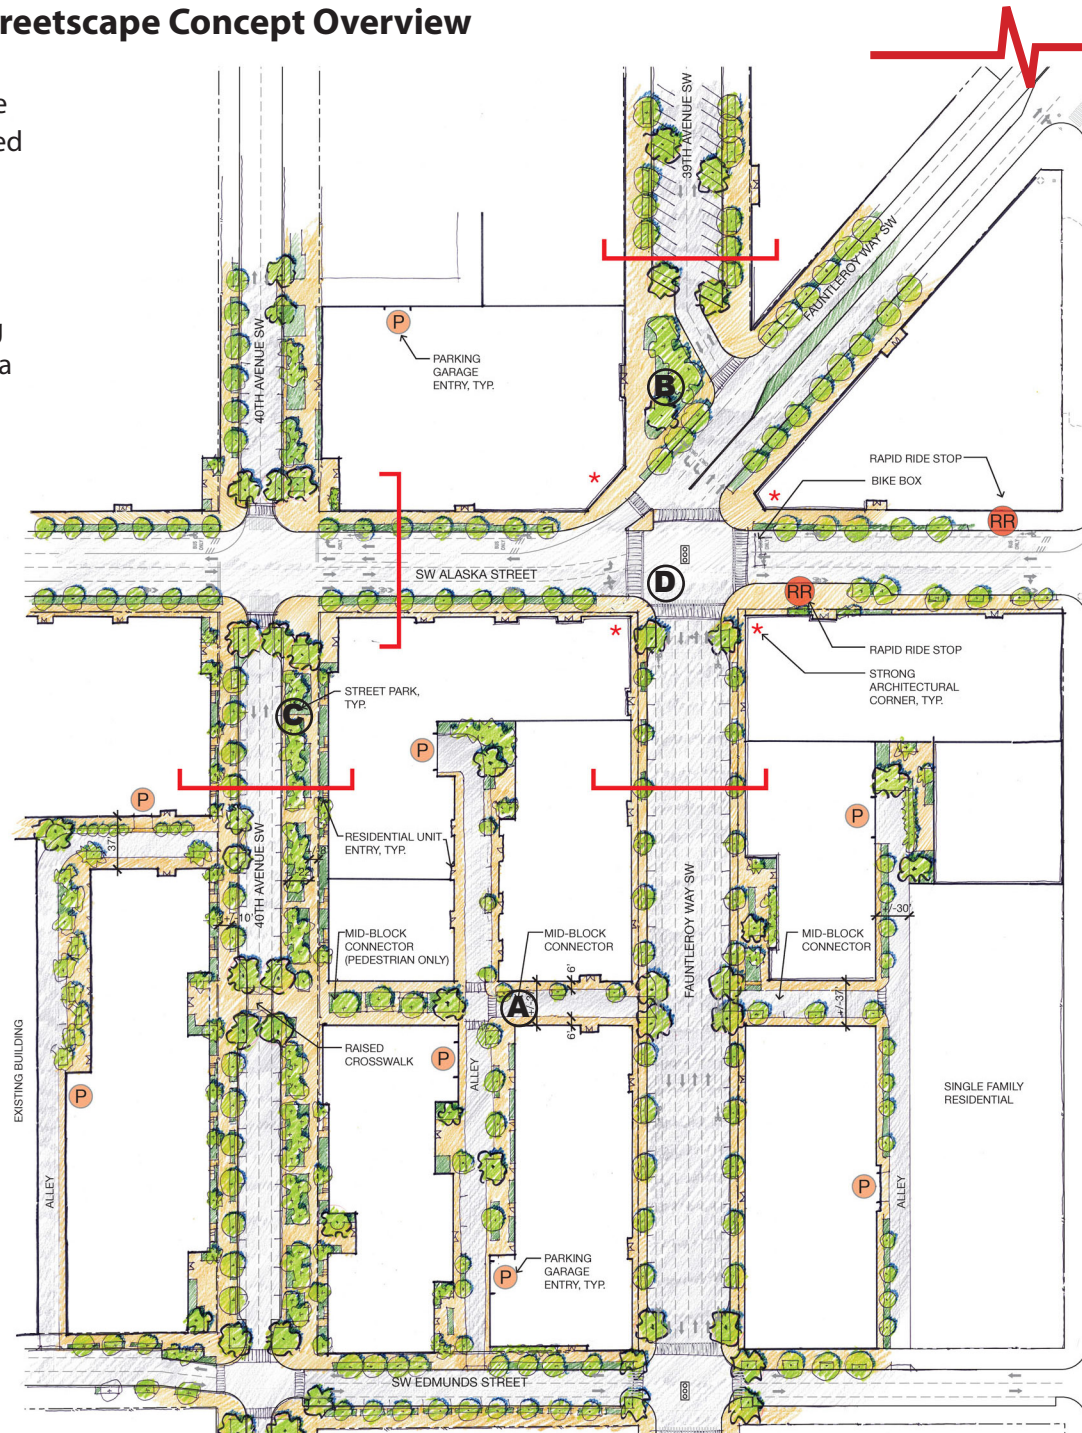 reetscape Concept Overview
e
ed
g
a
39TH AVENUE SW
FAUNTLEROY WAY SW
40TH AVENUE SW
P
PARKING
GARAGE
ENTRY, TYP.
B
*
*
RAPID RIDE STOP
BIKE BOX
RR
SW ALASKA STREET
D
RR
*
*
RAPID RIDE STOP
STRONG
ARCHITECTURAL
CORNER, TYP.
STREET PARK,
TYP.
C
P
P
P
37'
40TH AVENUE SW
RESIDENTIAL UNIT
ENTRY, TYP.
+/-10'
FAUNTLEROY WAY SW
+/-30'
MID-BLOCK
CONNECTOR
(PEDESTRIAN ONLY)
MID-BLOCK
CONNECTOR
MID-BLOCK
CONNECTOR
6'
A
+/-37'
6'
EXISTING BUILDING
RAISED
CROSSWALK
P
ALLEY
P
SINGLE FAMILY
RESIDENTIAL
ALLEY
P
ALLEY
P
PARKING
GARAGE
ENTRY, TYP.
SW EDMUNDS STREET